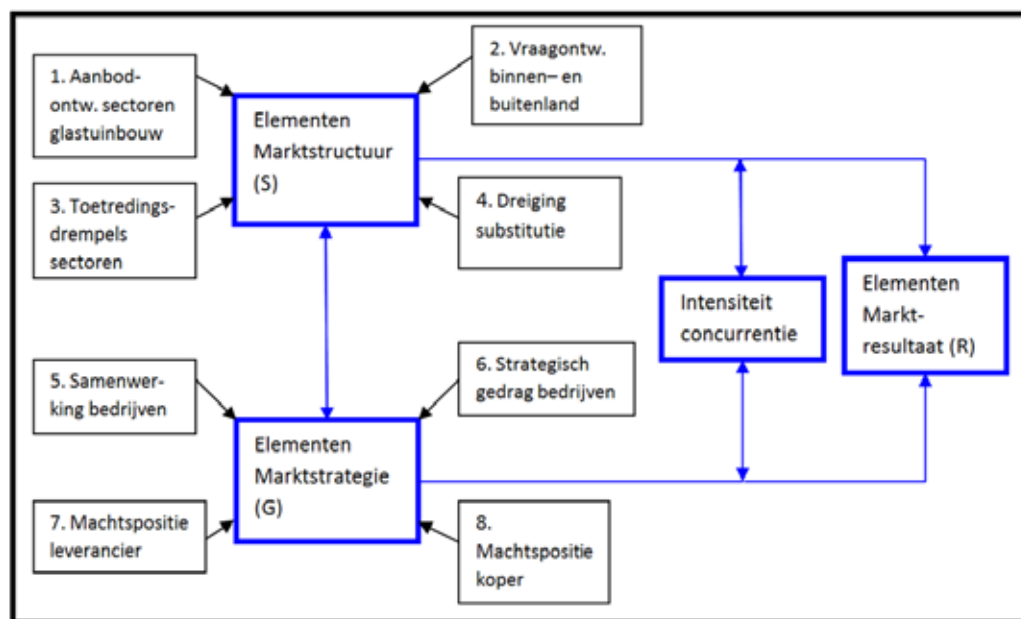 1. Aanbod-
ontw. sectoren
glastuinbouw
2. Vraagontw.
binnen– en
buitenland
Elementen
Marktstructuur
(S)
3. Toetredings-
drempels
sectoren
4. Dreiging
substitutie
Intensiteit
concurrentie
Elementen
Markt-
resultaat (R)
5. Samenwer-
king bedrijven
6. Strategisch
gedrag bedrijven
Elementen
Marktstrategie
(G)
7. Machtspositie
leverancier
8.
Machtspositie
koper